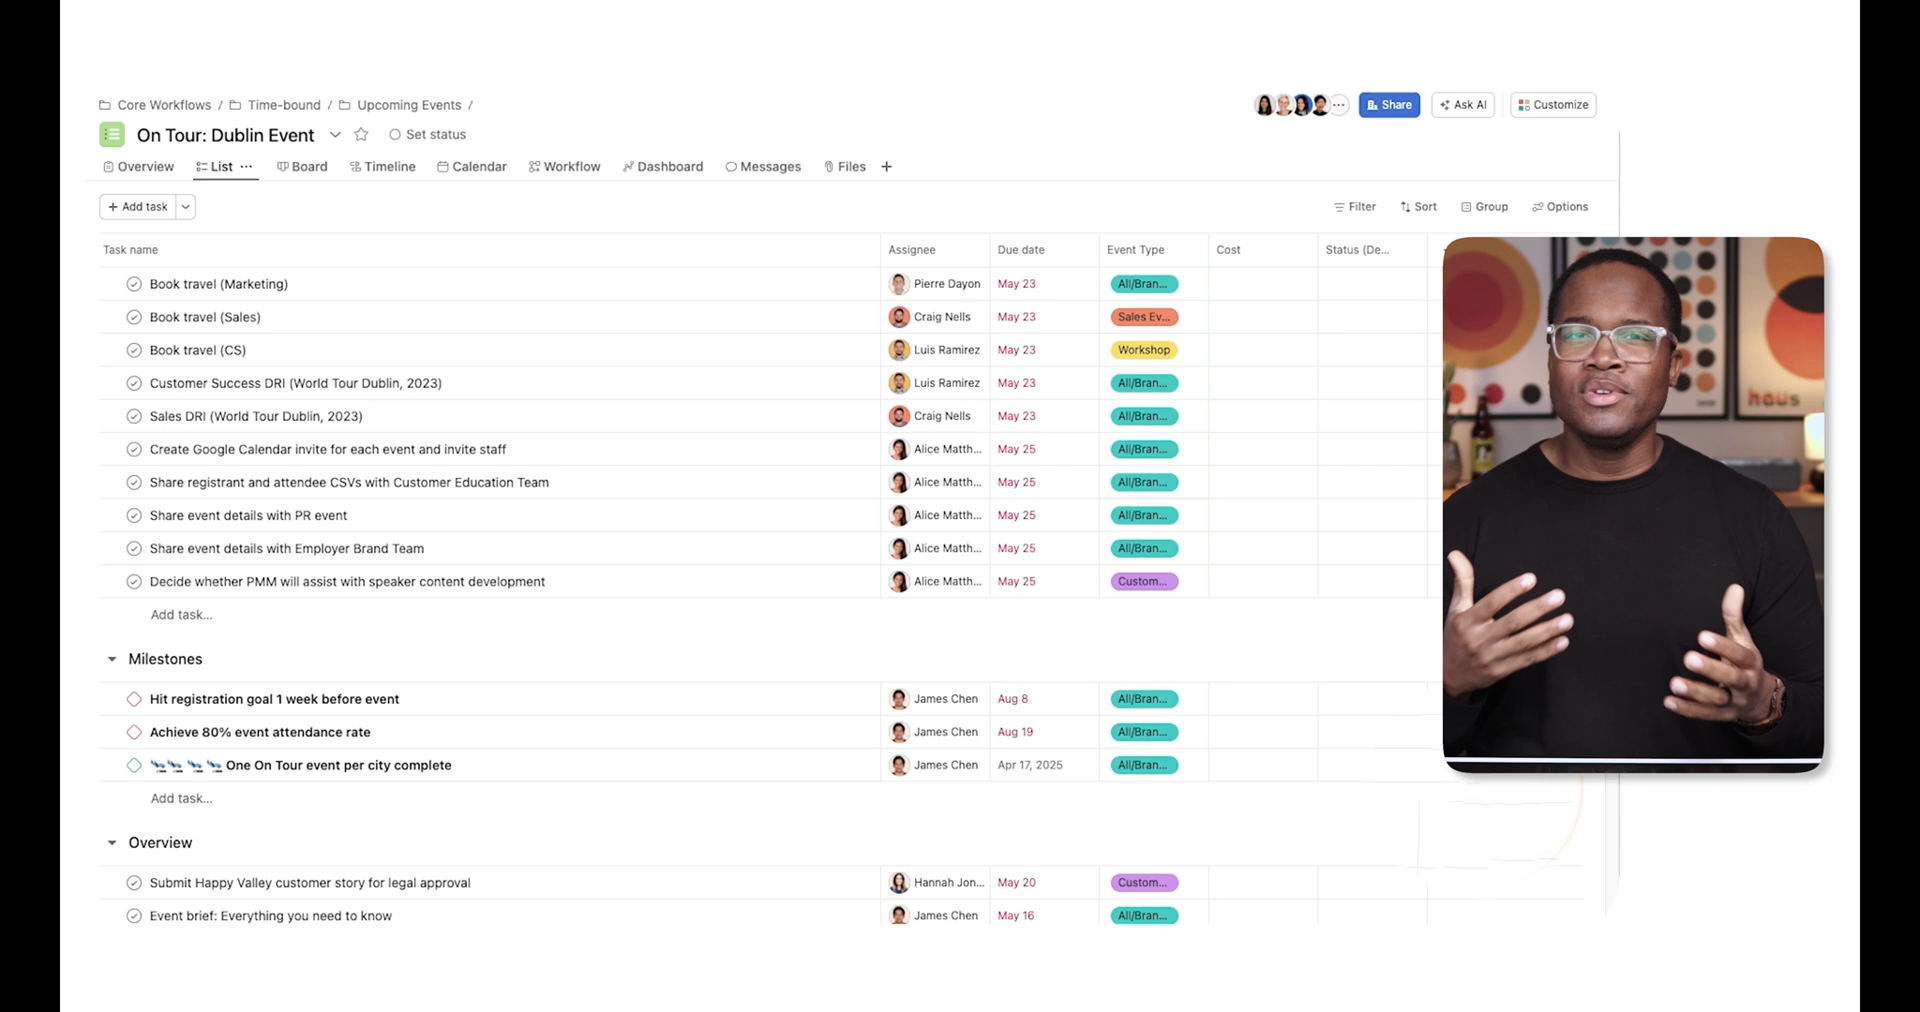 Core Workflows / Time-bound / Upcoming Events /
Share
Ask AI
Customize
On Tour: Dublin Event
Set status
Overview List Board Timeline Calendar Workflow Dashboard Messages Files +
+ Add task
Filter Sort Group Options
Task name Assignee Due date Event Type Cost Status (De...
Book travel (Marketing) Pierre Dayon May 23 All/Bran...
Book travel (Sales) Craig Nells May 23 Sales Ev...
Book travel (CS) Luis Ramirez May 23 Workshop
Customer Success DRI (World Tour Dublin, 2023) Luis Ramirez May 23 All/Bran...
Sales DRI (World Tour Dublin, 2023) Craig Nells May 23 All/Bran...
Create Google Calendar invite for each event and invite staff Alice Matth... May 25 All/Bran...
Share registrant and attendee CSVs with Customer Education Team Alice Matth... May 25 All/Bran...
Share event details with PR event Alice Matth... May 25 All/Bran...
Share event details with Employer Brand Team Alice Matth... May 25 All/Bran...
Decide whether PMM will assist with speaker content development Alice Matth... May 25 Custom...
Add task...
Milestones
Hit registration goal 1 week before event James Chen Aug 8 All/Bran...
Achieve 80% event attendance rate James Chen Aug 19 All/Bran...
One On Tour event per city complete James Chen Apr 17, 2025 All/Bran...
Add task...
Overview
Submit Happy Valley customer story for legal approval Hannah Jon... May 20 Custom...
Event brief: Everything you need to know James Chen May 16 All/Bran...
haus